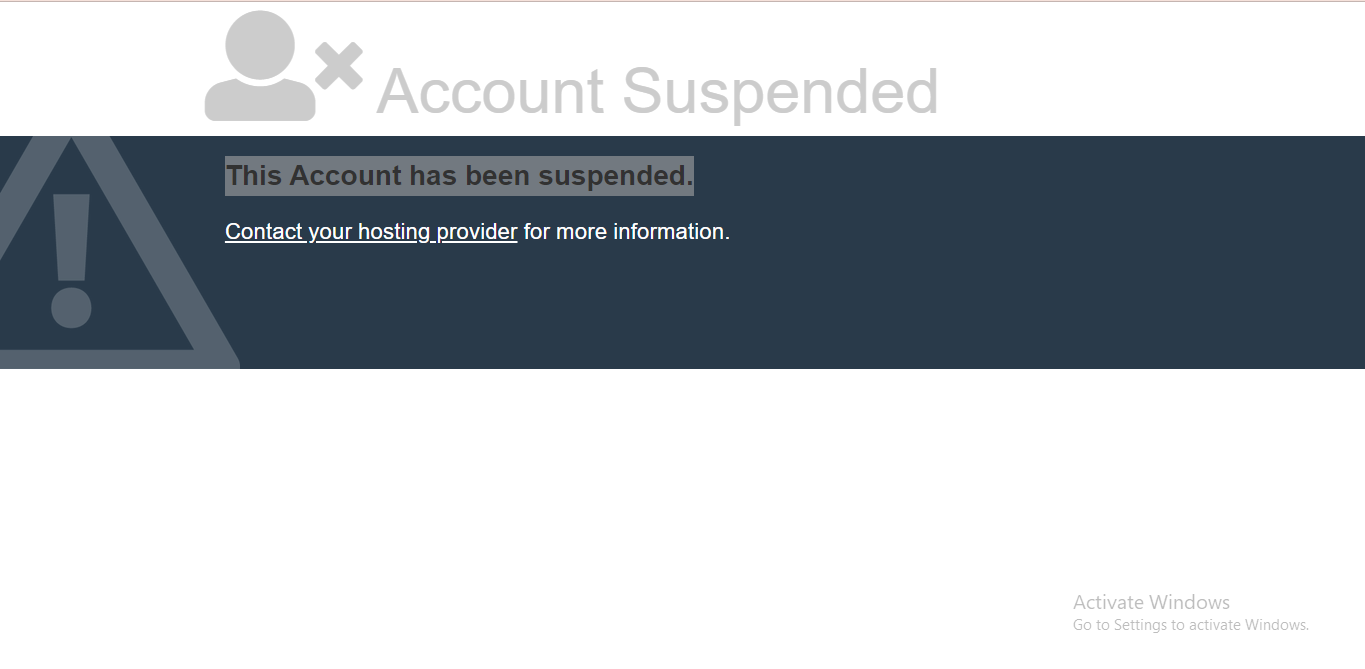 Account Suspended
This Account has been suspended.
Contact your hosting provider for more information.
Activate Windows
Go to Settings to activate Windows.